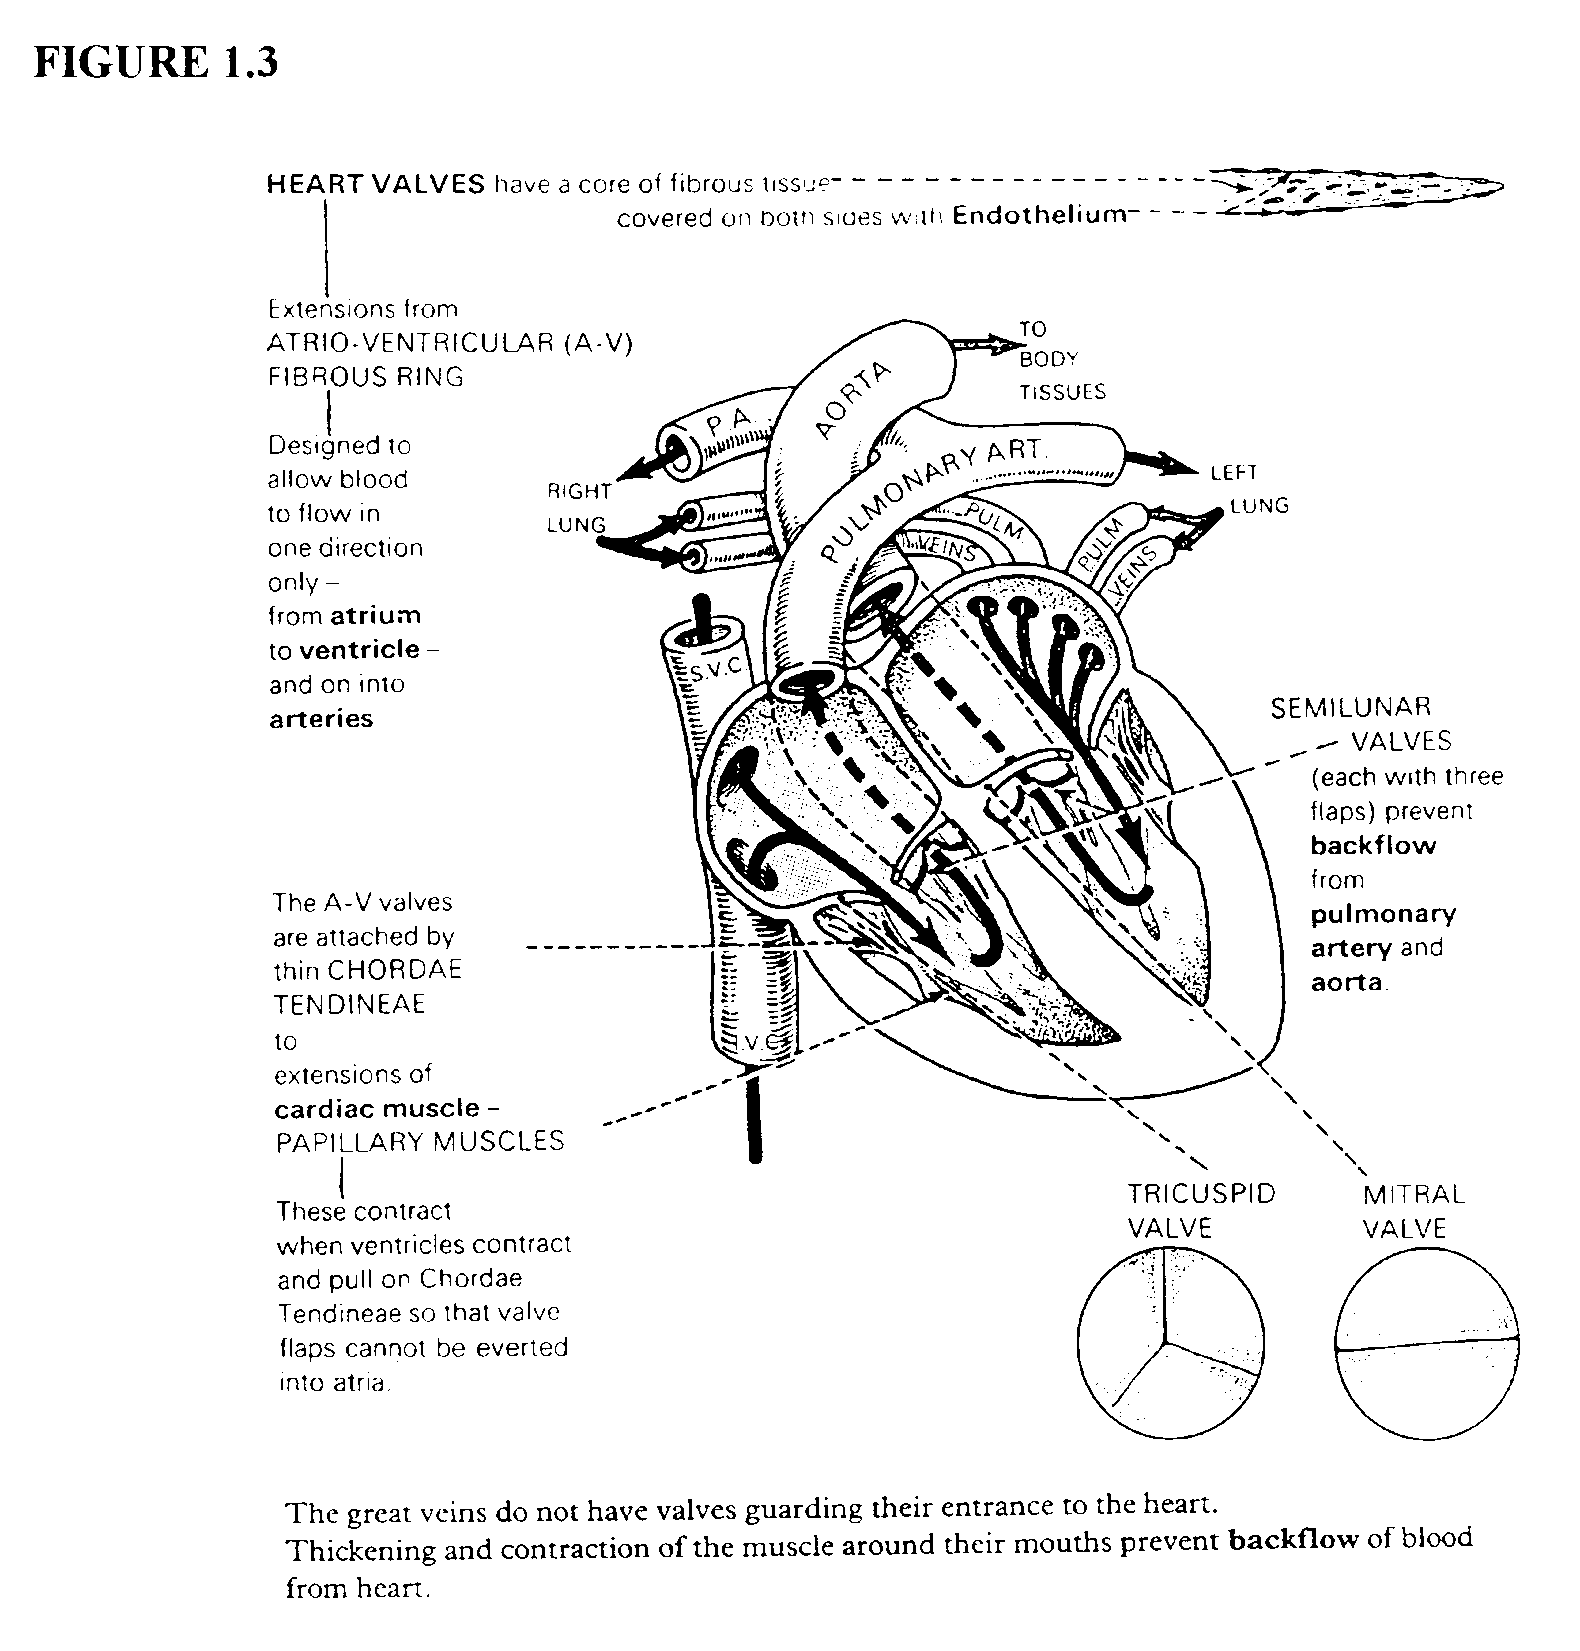 FIGURE 1.3
HEART VALVES have a core of fibrous tissue
covered on both sides with Endothelium
Extensions from
ATRIO-VENTRICULAR (A-V)
FIBROUS RING
Designed to
allow blood
to flow in
one direction
only –
from atrium
to ventricle –
and on into
arteries
The A-V valves
are attached by
thin CHORDAE
TENDINEAE
to
extensions of
cardiac muscle –
PAPILLARY MUSCLES
These contract
when ventricles contract
and pull on Chordae
Tendineae so that valve
flaps cannot be everted
into atria.
TO
BODY
TISSUES
AORTA
P.A.
PULMONARY ART.
RIGHT
LUNG
LEFT
LUNG
PULM
VEINS
PULM
VEINS
S.V.C
I.V.C
SEMILUNAR
VALVES
(each with three
flaps) prevent
backflow
from
pulmonary
artery and
aorta.
TRICUSPID
VALVE
MITRAL
VALVE
The great veins do not have valves guarding their entrance to the heart.
Thickening and contraction of the muscle around their mouths prevent backflow of blood
from heart.